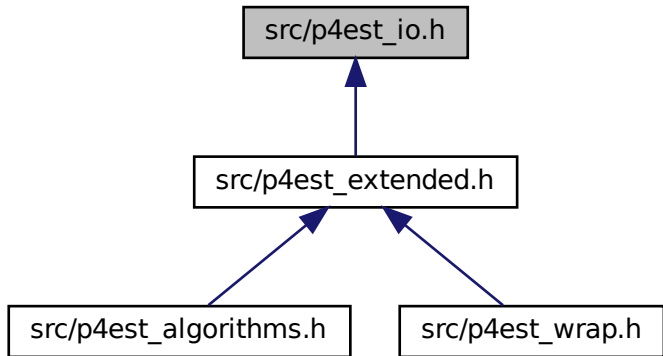 src/p4est_io.h
src/p4est_extended.h
src/p4est_algorithms.h
src/p4est_wrap.h